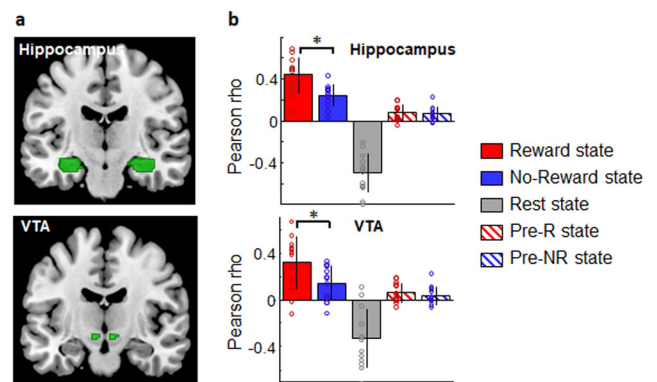 a
Hippocampus
VTA
b
Hippocampus
*
0.4
0
-0.4
Pearson rho
VTA
*
0.4
0
-0.4
Pearson rho
Reward state
No-Reward state
Rest state
Pre-R state
Pre-NR state